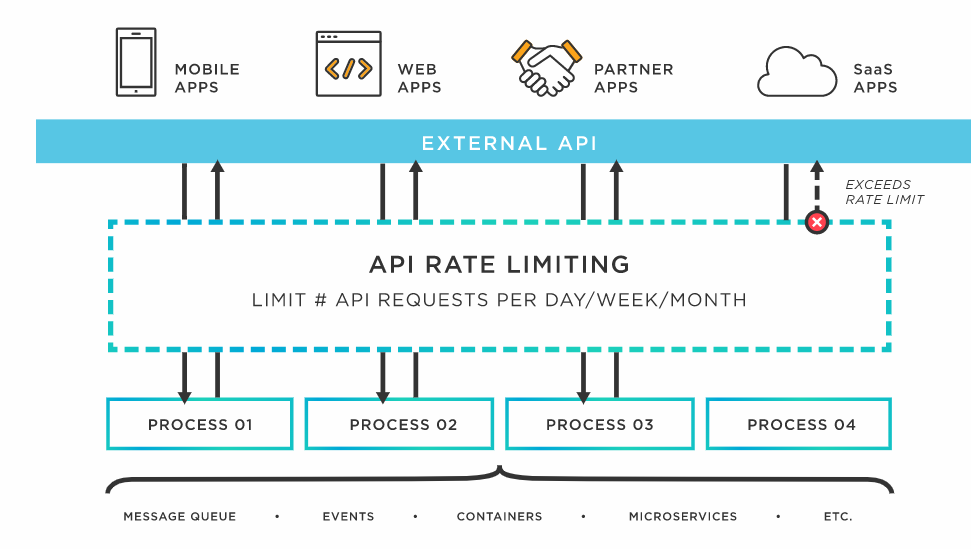 MOBILE
APPS
WEB
APPS
PARTNER
APPS
SaaS
APPS
</>
EXTERNAL API
EXCEEDS
RATE LIMIT
API RATE LIMITING
LIMIT # API REQUESTS PER DAY/WEEK/MONTH
PROCESS 01
PROCESS 02
PROCESS 03
PROCESS 04
MESSAGE QUEUE • EVENTS • CONTAINERS • MICROSERVICES • ETC.